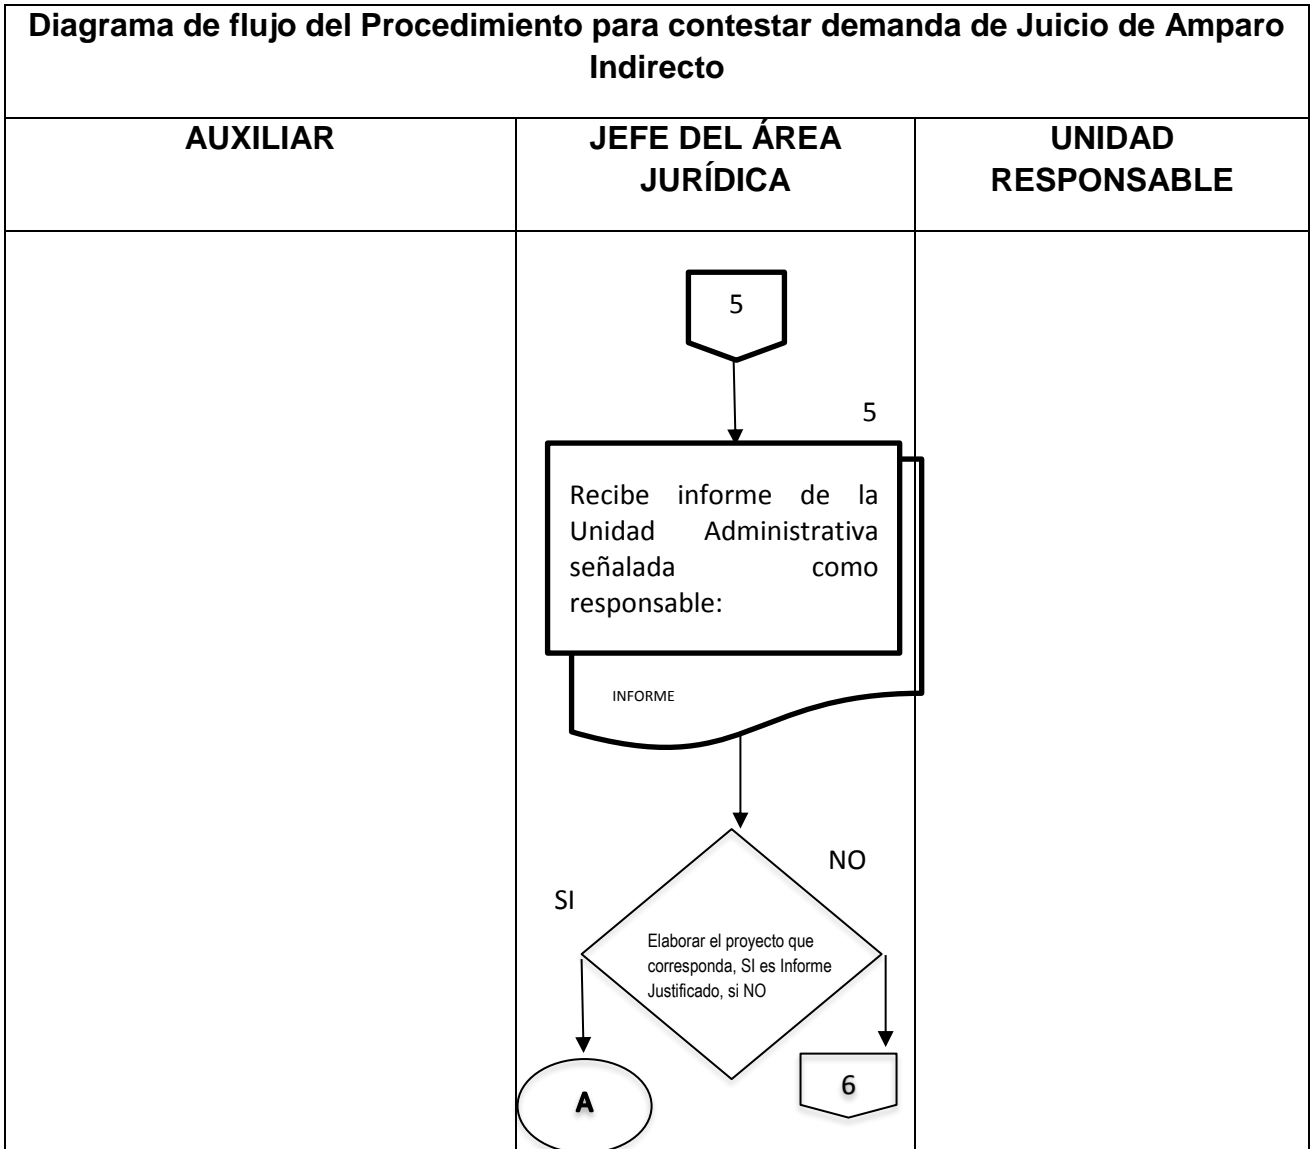 Diagrama de flujo del Procedimiento para contestar demanda de Juicio de Amparo
Indirecto
AUXILIAR
JEFE DEL ÁREA
JURÍDICA
UNIDAD
RESPONSABLE
5
5
Recibe informe de la
Unidad Administrativa
señalada como
responsable:
INFORME
NO
SI
Elaborar el proyecto que
corresponda, SI es Informe
Justificado, si NO
A
6